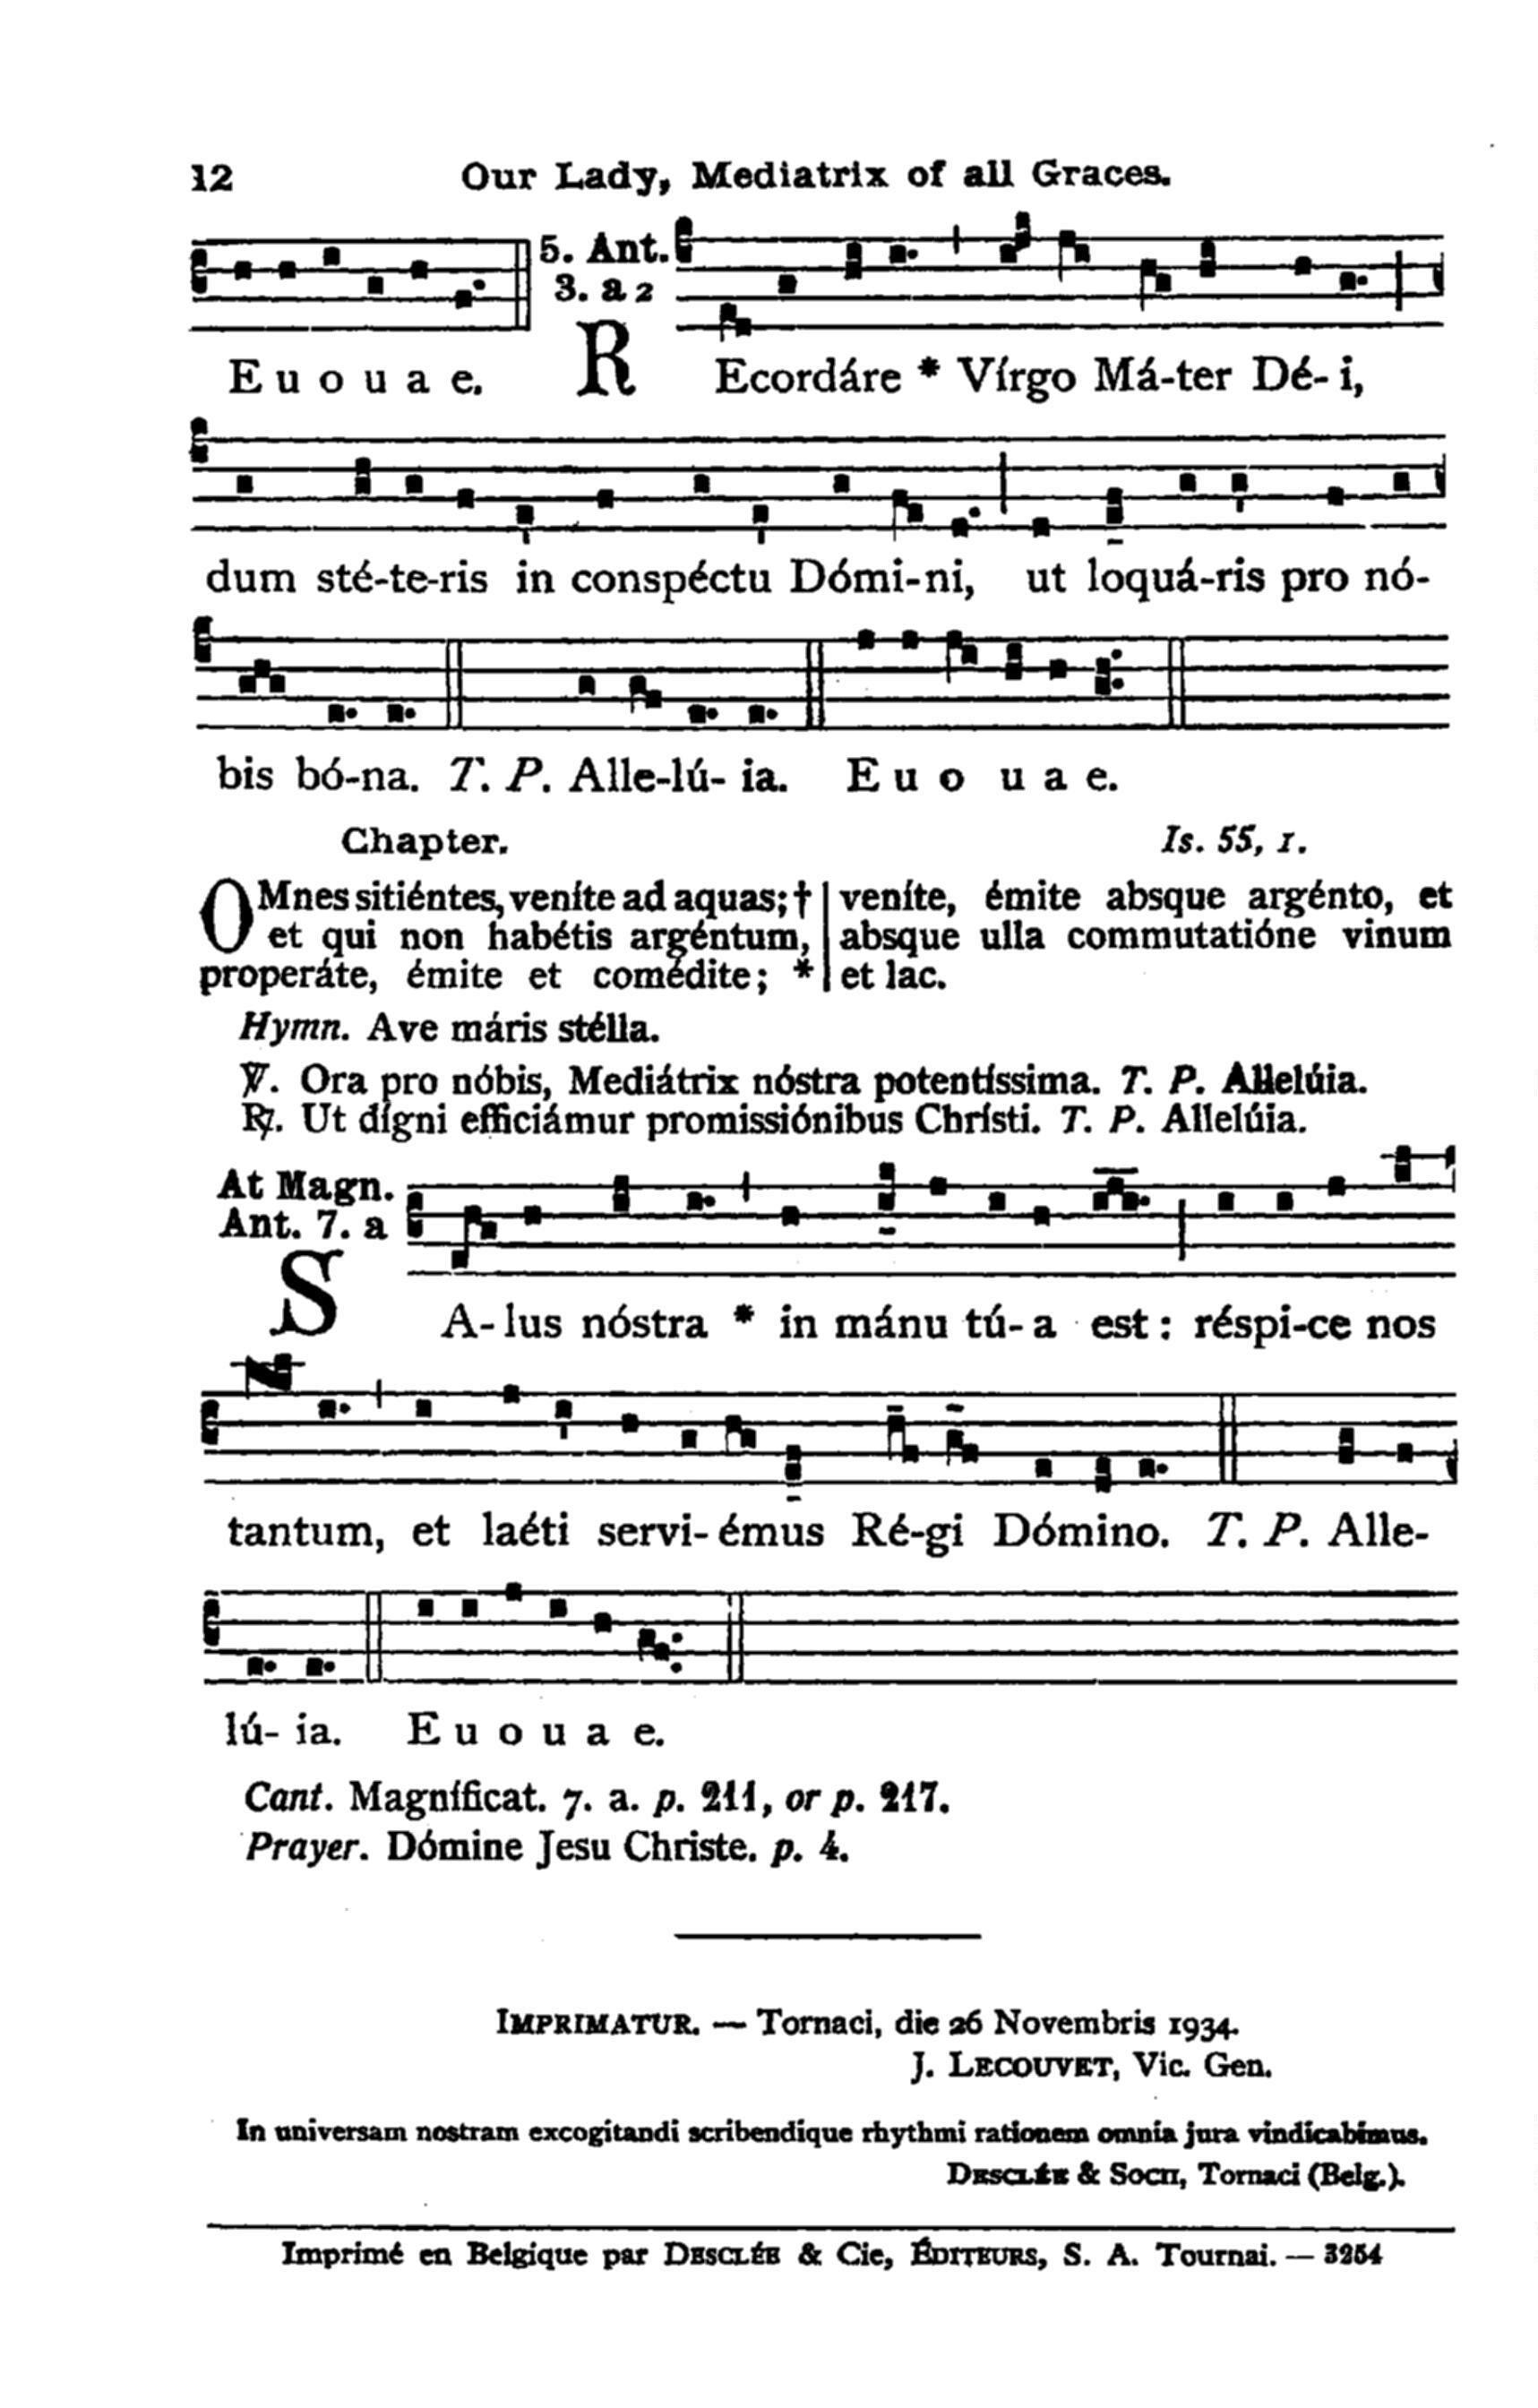 12 Our Lady, Mediatrix of all Graces.
5. Ant.
3. a 2
E u o u a e. REcordáre * Vírgo Má-ter Dé- i,
dum sté-te-ris in conspéctu Dómi-ni, ut loquá-ris pro nó-
bis bó-na. T. P. Alle-lú- ia. E u o u a e.
Chapter. Is. 55, 1.
OMnes sitiéntes, veníte ad aquas; †
et qui non habétis argéntum,
properáte, émite et comédite; *
veníte, émite absque argénto, et
absque ulla commutatióne vinum
et lac.
Hymn. Ave máris stélla.
℣. Ora pro nóbis, Mediátrix nóstra potentíssima. T. P. Allelúia.
℟. Ut dígni efficiámur promissiónibus Chrísti. T. P. Allelúia.
At Magn.
Ant. 7. a
SA- lus nóstra * in mánu tú- a est : réspi-ce nos
tantum, et laéti servi- émus Ré-gi Dómino. T. P. Alle-
lú- ia. E u o u a e.
Cant. Magníficat. 7. a. p. 211, or p. 217.
Prayer. Dómine Jesu Christe. p. 4.
IMPRIMATUR. — Tornaci, die 26 Novembris 1934.
J. LECOUVET, Vic. Gen.
In universam nostram excogitandi scribendique rhythmi rationem omnia jura vindicabimus.
DESCLÉE & SOCII, Tornaci (Belg.).
Imprimé en Belgique par DESCLÉE & Cie, ÉDITEURS, S. A. Tournai. — 3254